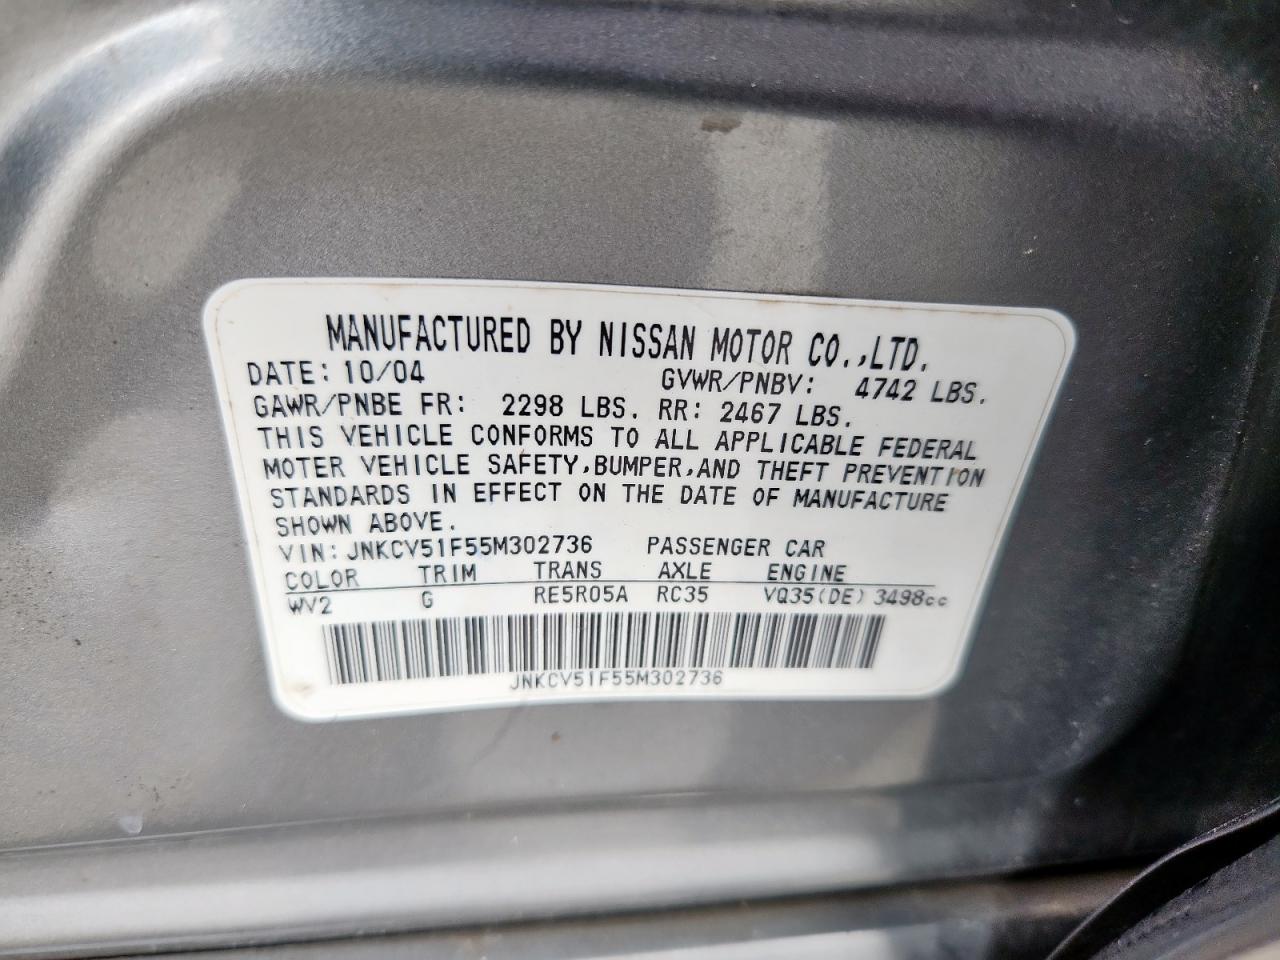 MANUFACTURED BY NISSAN MOTOR CO.,LTD.
DATE: 10/04 GVWR/PNBV: 4742 LBS.
GAWR/PNBE FR: 2298 LBS. RR: 2467 LBS.
THIS VEHICLE CONFORMS TO ALL APPLICABLE FEDERAL
MOTER VEHICLE SAFETY,BUMPER,AND THEFT PREVENTION
STANDARDS IN EFFECT ON THE DATE OF MANUFACTURE
SHOWN ABOVE.
VIN: JNKCV51F55M302736 PASSENGER CAR
COLOR TRIM TRANS AXLE ENGINE
WV2 G RE5R05A RC35 VQ35(DE) 3498cc
JNKCV51F55M302736